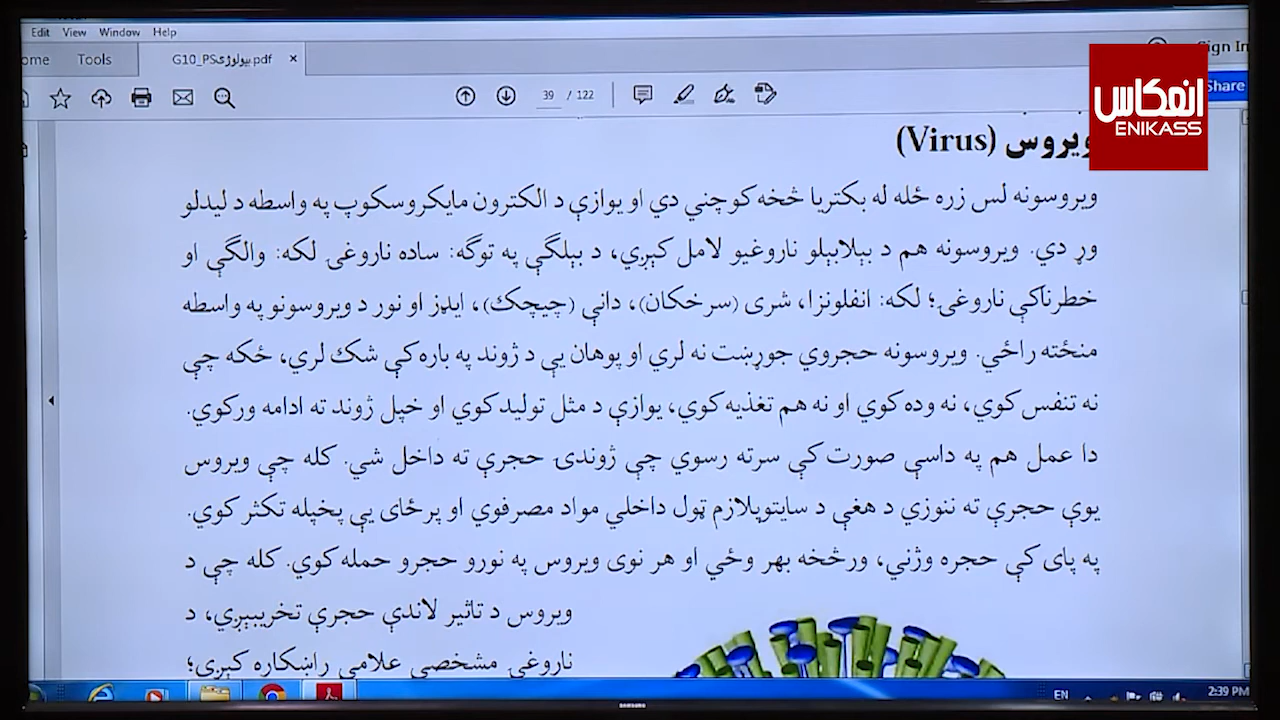 Edit View Window Help
ome Tools G10_PSبیولوژی.pdf ×
Sign In
39 / 122
Share
انعکاس
ENIKASS
ویروس (Virus)
ویروسونه لس زره ځله له بکتریا څخه کوچني دي او یوازې د الکترون مایکروسکوپ په واسطه د لیدلو
وړ دي. ویروسونه هم د بېلابېلو ناروغیو لامل کېږي، د بېلګې په توګه: ساده ناروغۍ لکه: والګي او
خطرناکې ناروغۍ؛ لکه: انفلونزا، شری (سرخکان)، دانې (چیچک)، ایډز او نور د ویروسونو په واسطه
منځته راځي. ویروسونه حجروي جوړښت نه لري او پوهان یې د ژوند په باره کې شک لري، ځکه چې
نه تنفس کوي، نه وده کوي او نه هم تغذیه کوي، یوازې د مثل تولید کوي او خپل ژوند ته ادامه ورکوي.
دا عمل هم په داسې صورت کې سرته رسوي چې ژوندۍ حجرې ته داخل شي. کله چې ویروس
یوې حجرې ته ننوزي د هغې د سایتوپلازم ټول داخلي مواد مصرفوي او پر ځای یې پخپله تکثر کوي.
په پای کې حجره وژني، ورڅخه بهر وځي او هر نوی ویروس په نورو حجرو حمله کوي. کله چې د
ویروس د تاثیر لاندې حجرې تخریبېږي، د
ناروغۍ مشخصې علامې راښکاره کېږي؛
EN
2:39 PM
SAMSUNG